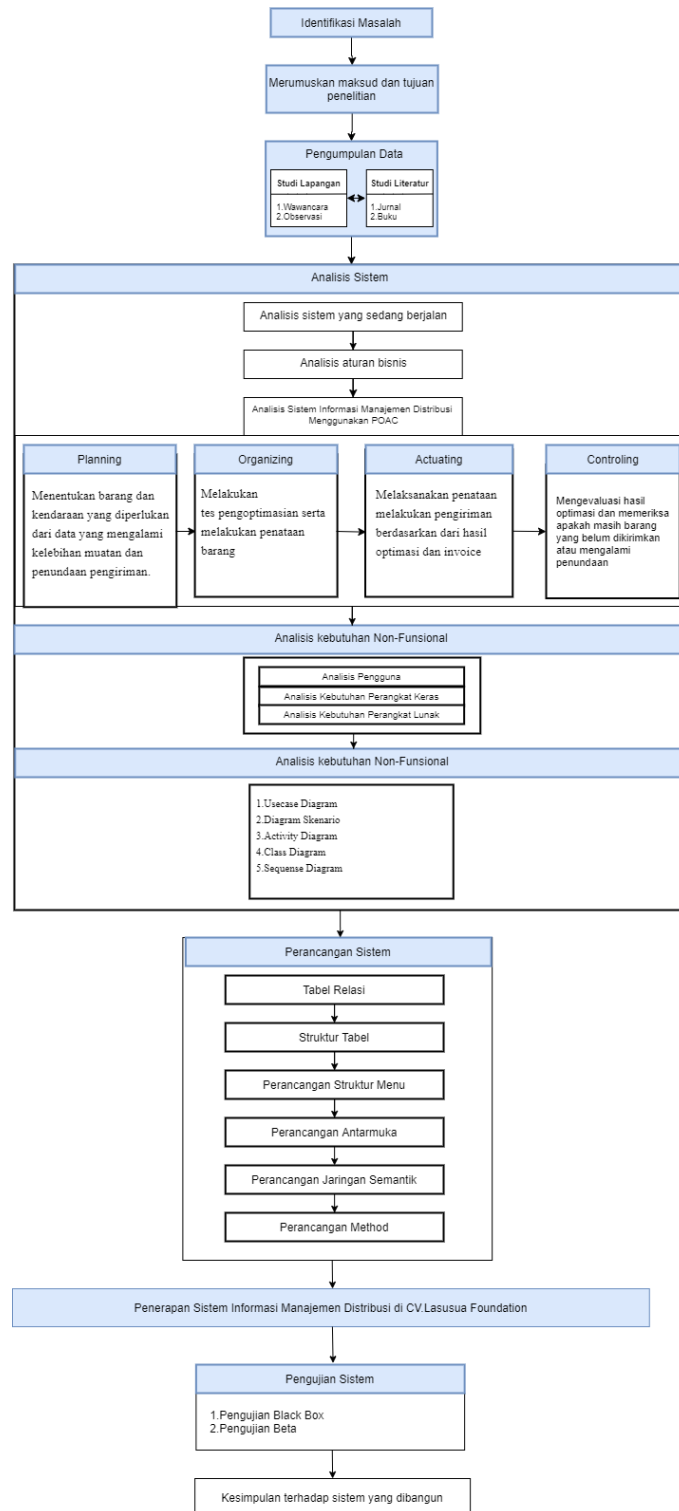 Identifikasi Masalah
Merumuskan maksud dan tujuan
penelitian
Pengumpulan Data
Studi Lapangan
1.Wawancara
2.Observasi
Studi Literatur
1.Jurnal
2.Buku
Analisis Sistem
Analisis sistem yang sedang berjalan
Analisis aturan bisnis
Analisis Sistem Informasi Manajemen Distribusi
Menggunakan POAC
Planning
Menentukan barang dan
kendaraan yang diperlukan
dari data yang mengalami
kelebihan muatan dan
penundaan pengiriman.
Organizing
Melakukan
tes pengoptimasian serta
melakukan penataan
barang
Actuating
Melaksanakan penataan
melakukan pengiriman
berdasarkan dari hasil
optimasi dan invoice
Controling
Mengevaluasi hasil
optimasi dan memeriksa
apakah masih barang
yang belum dikirimkan
atau mengalami
penundaan
Analisis kebutuhan Non-Funsional
Analisis Pengguna
Analisis Kebutuhan Perangkat Keras
Analisis Kebutuhan Perangkat Lunak
Analisis kebutuhan Non-Funsional
1.Usecase Diagram
2.Diagram Skenario
3.Activity Diagram
4.Class Diagram
5.Sequense Diagram
Perancangan Sistem
Tabel Relasi
Struktur Tabel
Perancangan Struktur Menu
Perancangan Antarmuka
Perancangan Jaringan Semantik
Perancangan Method
Penerapan Sistem Informasi Manajemen Distribusi di CV.Lasusua Foundation
Pengujian Sistem
1.Pengujian Black Box
2.Pengujian Beta
Kesimpulan terhadap sistem yang dibangun